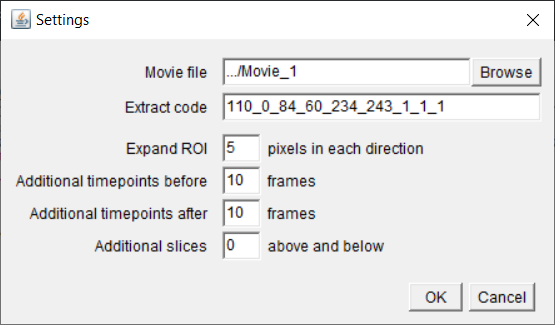 Settings
Movie file .../Movie_1 Browse
Extract code 110_0_84_60_234_243_1_1_1
Expand ROI 5 pixels in each direction
Additional timepoints before 10 frames
Additional timepoints after 10 frames
Additional slices 0 above and below
OK Cancel